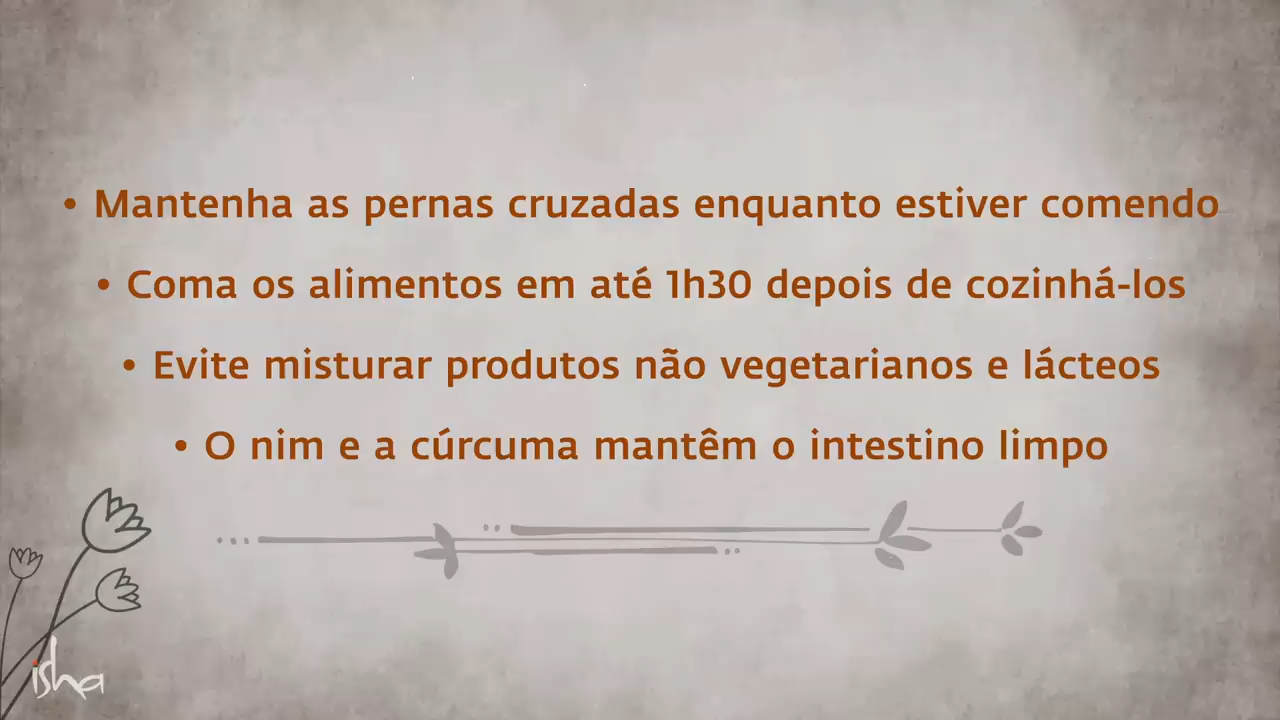 • Mantenha as pernas cruzadas enquanto estiver comendo
• Coma os alimentos em até 1h30 depois de cozinhá-los
• Evite misturar produtos não vegetarianos e lácteos
• O nim e a cúrcuma mantêm o intestino limpo
isha